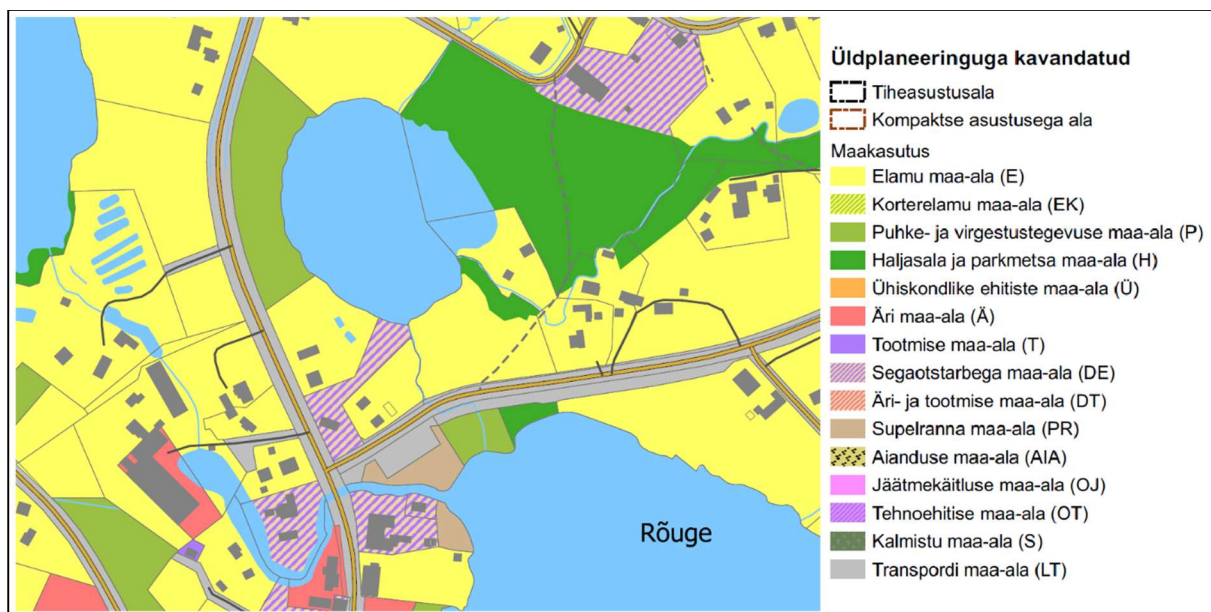 Üldplaneeringuga kavandatud
Tiheasustusala
Kompaktse asustusega ala
Maakasutus
Elamu maa-ala (E)
Korterelamu maa-ala (EK)
Puhke- ja virgestustegevuse maa-ala (P)
Haljasala ja parkmetsa maa-ala (H)
Ühiskondlike ehitiste maa-ala (Ü)
Äri maa-ala (Ä)
Tootmise maa-ala (T)
Segaotstarbega maa-ala (DE)
Äri- ja tootmise maa-ala (DT)
Supelranna maa-ala (PR)
Aianduse maa-ala (AIA)
Jäätmekäitluse maa-ala (OJ)
Tehnoehitise maa-ala (OT)
Kalmistu maa-ala (S)
Transpordi maa-ala (LT)
Rõuge